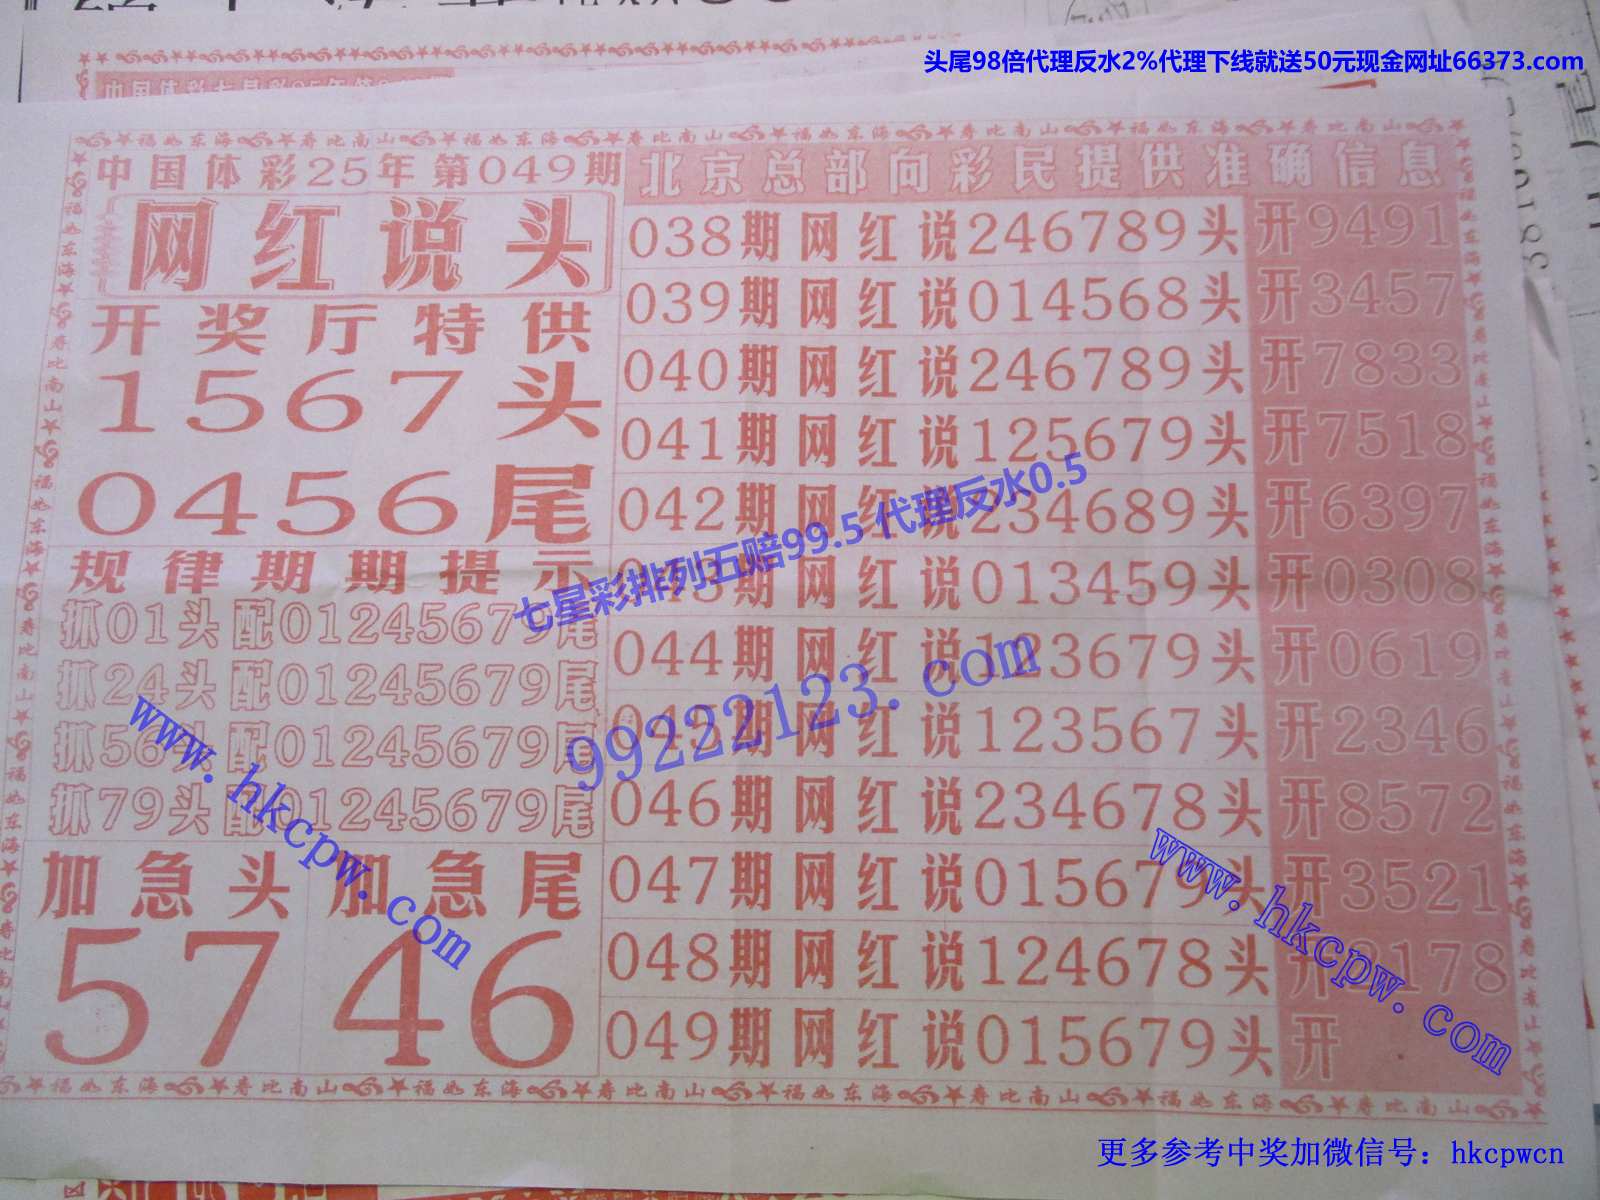 头尾98倍代理反水2%代理下线就送50元现金网址66373.com
中国体彩25年第049期
网红说头
开奖厅特供
1567头
0456尾
规律期期提示
抓01头配01245679尾
抓24头配01245679尾
抓56头配01245679尾
抓79头配01245679尾
加急头 加急尾
57 46
北京总部向彩民提供准确信息
038期网红说246789头 开9491
039期网红说014568头 开3457
040期网红说246789头 开7833
041期网红说125679头 开7518
042期网红说234689头 开6397
043期网红说013459头 开0308
044期网红说123679头 开0619
045期网红说123567头 开2346
046期网红说234678头 开8572
047期网红说015679头 开3521
048期网红说124678头 开178
049期网红说015679头 开
福如东海 寿比南山
七星彩排列五赔99.5 代理反水0.5
99222123.com
www.hkcpw.com
www.hkcpw.com
更多参考中奖加微信号：hkcpwcn